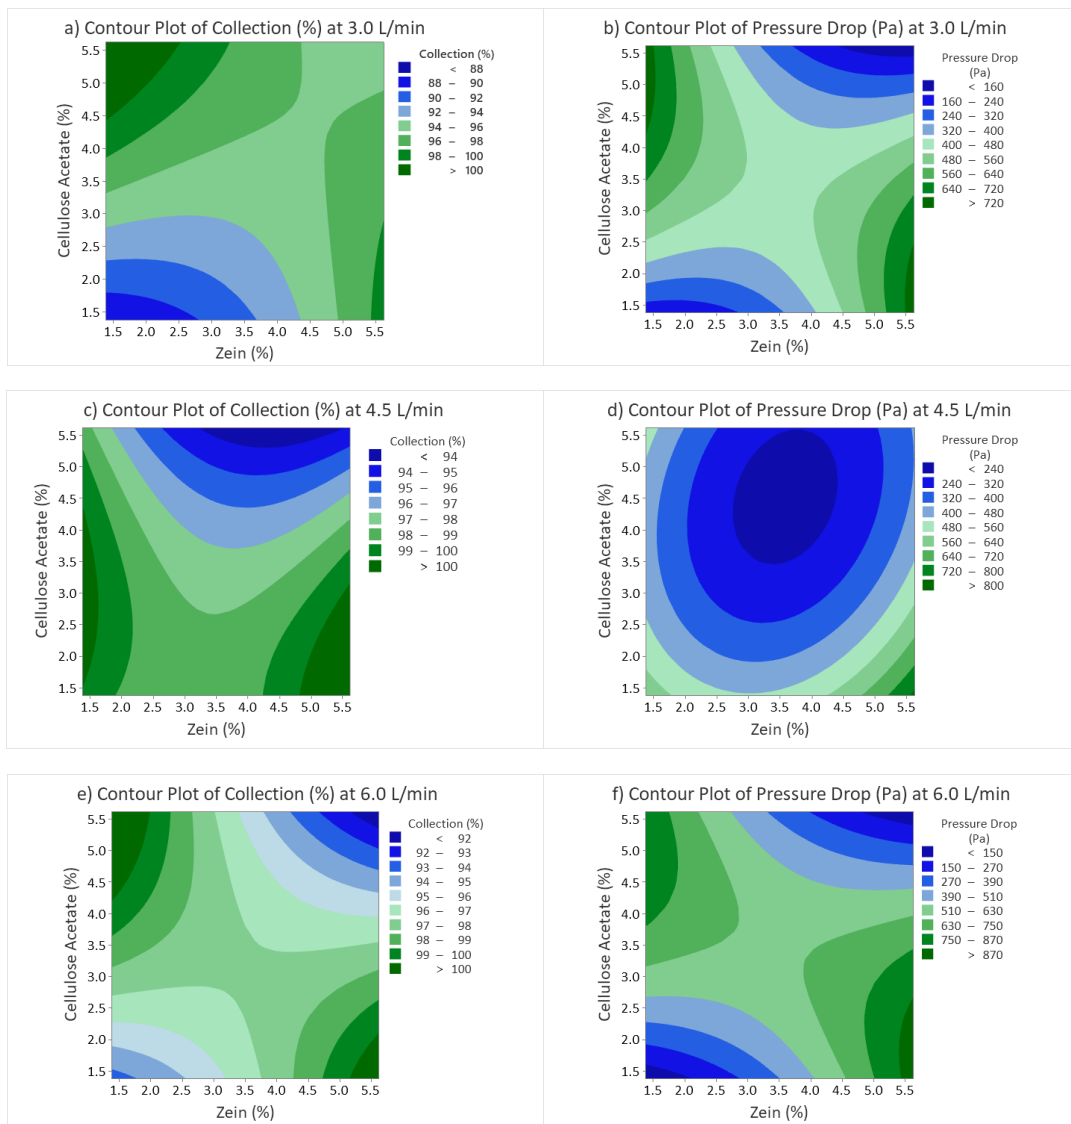 a) Contour Plot of Collection (%) at 3.0 L/min
Collection (%)
< 88
88 – 90
90 – 92
92 – 94
94 – 96
96 – 98
98 – 100
> 100
Cellulose Acetate (%)
5.5
5.0
4.5
4.0
3.5
3.0
2.5
2.0
1.5
1.5 2.0 2.5 3.0 3.5 4.0 4.5 5.0 5.5
Zein (%)
b) Contour Plot of Pressure Drop (Pa) at 3.0 L/min
Pressure Drop
(Pa)
< 160
160 – 240
240 – 320
320 – 400
400 – 480
480 – 560
560 – 640
640 – 720
> 720
Cellulose Acetate (%)
5.5
5.0
4.5
4.0
3.5
3.0
2.5
2.0
1.5
1.5 2.0 2.5 3.0 3.5 4.0 4.5 5.0 5.5
Zein (%)
c) Contour Plot of Collection (%) at 4.5 L/min
Collection (%)
< 94
94 – 95
95 – 96
96 – 97
97 – 98
98 – 99
99 – 100
> 100
Cellulose Acetate (%)
5.5
5.0
4.5
4.0
3.5
3.0
2.5
2.0
1.5
1.5 2.0 2.5 3.0 3.5 4.0 4.5 5.0 5.5
Zein (%)
d) Contour Plot of Pressure Drop (Pa) at 4.5 L/min
Pressure Drop
(Pa)
< 240
240 – 320
320 – 400
400 – 480
480 – 560
560 – 640
640 – 720
720 – 800
> 800
Cellulose Acetate (%)
5.5
5.0
4.5
4.0
3.5
3.0
2.5
2.0
1.5
1.5 2.0 2.5 3.0 3.5 4.0 4.5 5.0 5.5
Zein (%)
e) Contour Plot of Collection (%) at 6.0 L/min
Collection (%)
< 92
92 – 93
93 – 94
94 – 95
95 – 96
96 – 97
97 – 98
98 – 99
99 – 100
> 100
Cellulose Acetate (%)
5.5
5.0
4.5
4.0
3.5
3.0
2.5
2.0
1.5
1.5 2.0 2.5 3.0 3.5 4.0 4.5 5.0 5.5
Zein (%)
f) Contour Plot of Pressure Drop (Pa) at 6.0 L/min
Pressure Drop
(Pa)
< 150
150 – 270
270 – 390
390 – 510
510 – 630
630 – 750
750 – 870
> 870
Cellulose Acetate (%)
5.5
5.0
4.5
4.0
3.5
3.0
2.5
2.0
1.5
1.5 2.0 2.5 3.0 3.5 4.0 4.5 5.0 5.5
Zein (%)